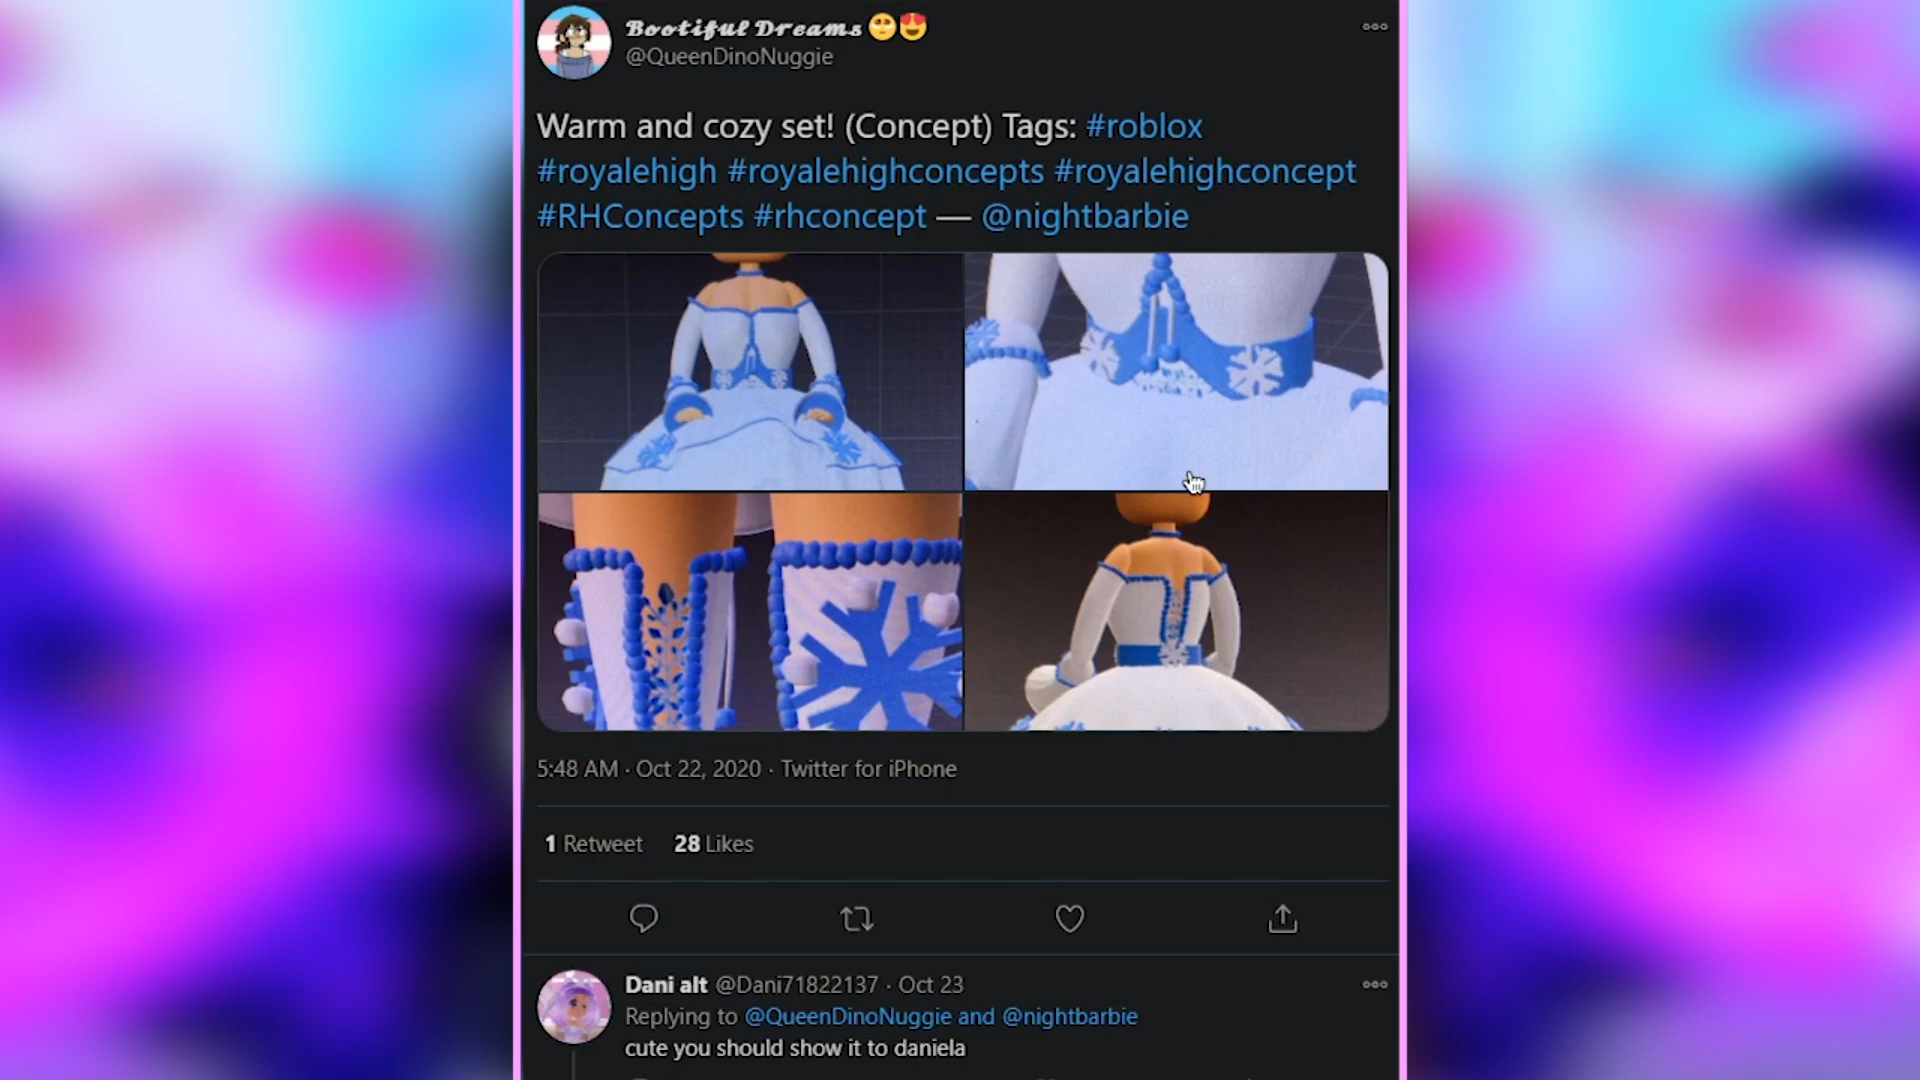 𝓑𝓸𝓸𝓽𝓲𝓯𝓾𝓵 𝓓𝓻𝓮𝓪𝓶𝓼🥺😍
@QueenDinoNuggie
Warm and cozy set! (Concept) Tags: #roblox
#royalehigh #royalehighconcepts #royalehighconcept
#RHConcepts #rhconcept — @nightbarbie
5:48 AM · Oct 22, 2020 · Twitter for iPhone
1 Retweet 28 Likes
Dani alt @Dani71822137 · Oct 23
Replying to @QueenDinoNuggie and @nightbarbie
cute you should show it to daniela